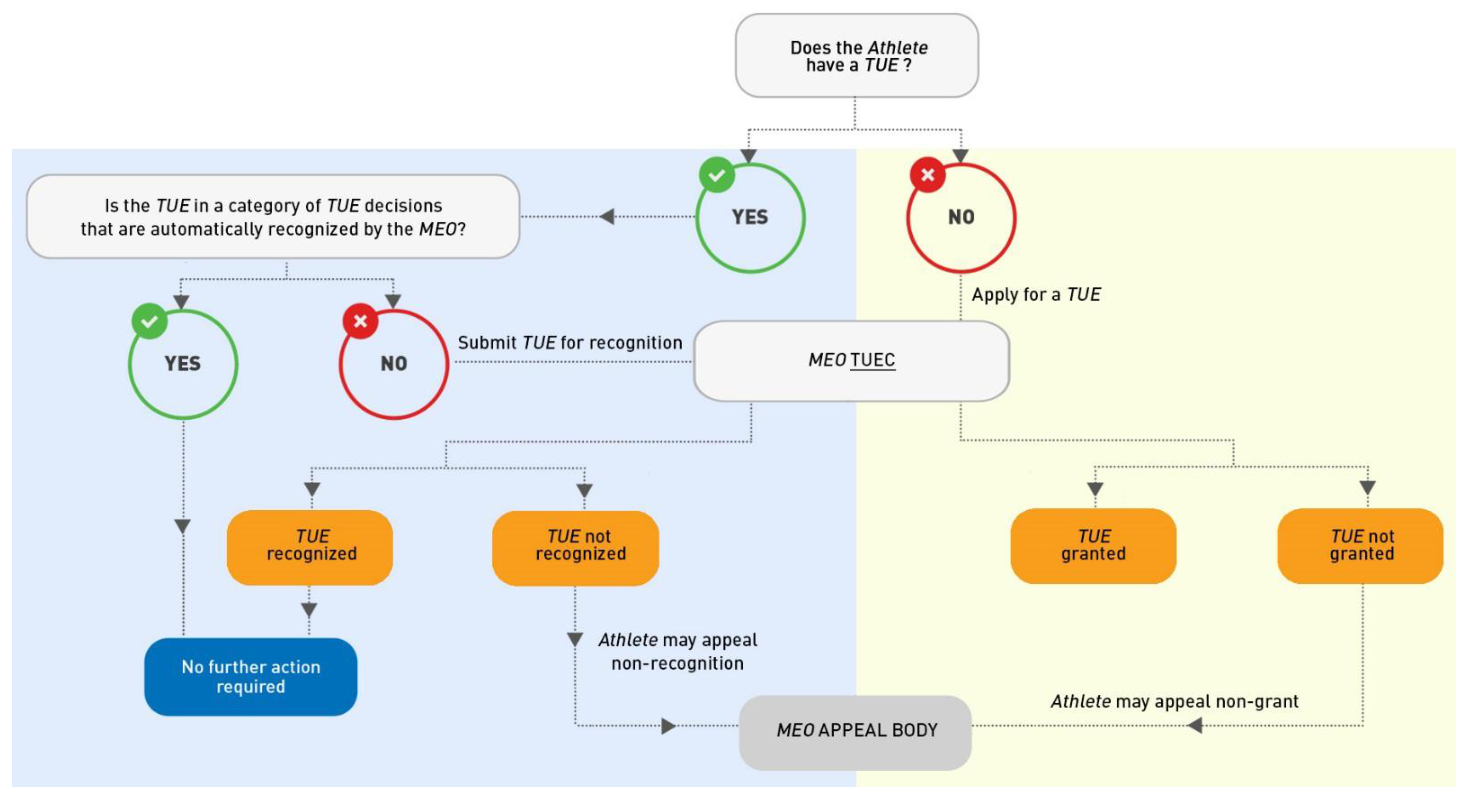 Does the Athlete
have a TUE ?
YES
NO
Is the TUE in a category of TUE decisions
that are automatically recognized by the MEO?
Apply for a TUE
YES
NO
Submit TUE for recognition
MEO TUEC
TUE
recognized
TUE not
recognized
TUE
granted
TUE not
granted
No further action
required
Athlete may appeal
non-recognition
Athlete may appeal non-grant
MEO APPEAL BODY